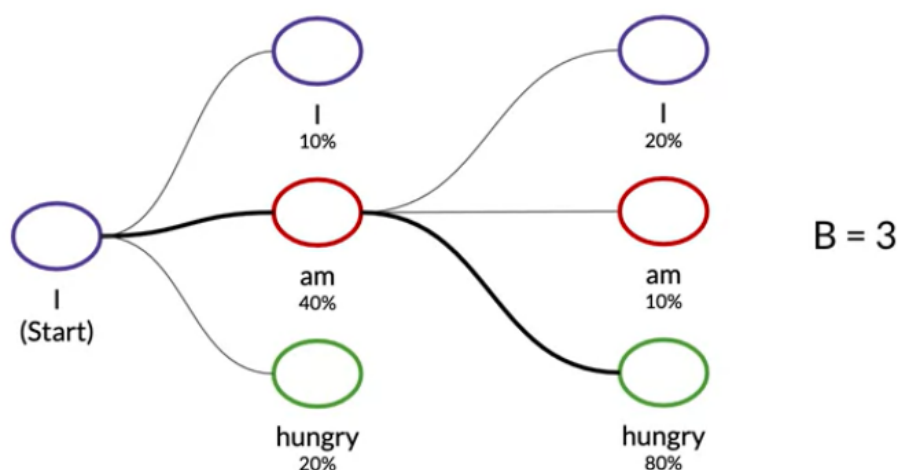 I
(Start)
I
10%
am
40%
hungry
20%
I
20%
am
10%
hungry
80%
B = 3